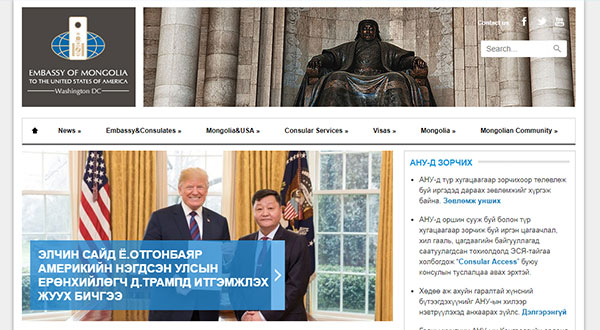 Contact us
Search...
EMBASSY OF MONGOLIA
TO THE UNITED STATES OF AMERICA
Washington DC
News » Embassy&Consulates » Mongolia&USA » Consular Services » Visas » Mongolia » Mongolian Community »
ЭЛЧИН САЙД Ё.ОТГОНБАЯР
АМЕРИКИЙН НЭГДСЭН УЛСЫН
ЕРӨНХИЙЛӨГЧ Д.ТРАМПД ИТГЭМЖЛЭХ
ЖУУХ БИЧГЭЭ
АНУ-Д ЗОРЧИХ
АНУ-д түр хугацаагаар зорчихоор төлөвлөж
буй иргэдэд дараах зөвлөмжийг хүргэж
байна. Зөвлөмж унших
АНУ-д оршин сууж буй болон түр
хугацаагаар зорчиж буй иргэн цагаачлал,
хил гааль, цагдаагийн байгууллагад
саатуулагдсан тохиолдолд ЭСЯ-тайгаа
холбогдож "Consular Access" буюу
консулын туслалцаа авах эрхтэй.
Хөдөө аж ахуйн гаралтай хүнсний
бүтээгдэхүүнийг АНУ-ын хилээр
нэвтрүүлэхэд анхаарах зүйлс. Дэлгэрэнгүй